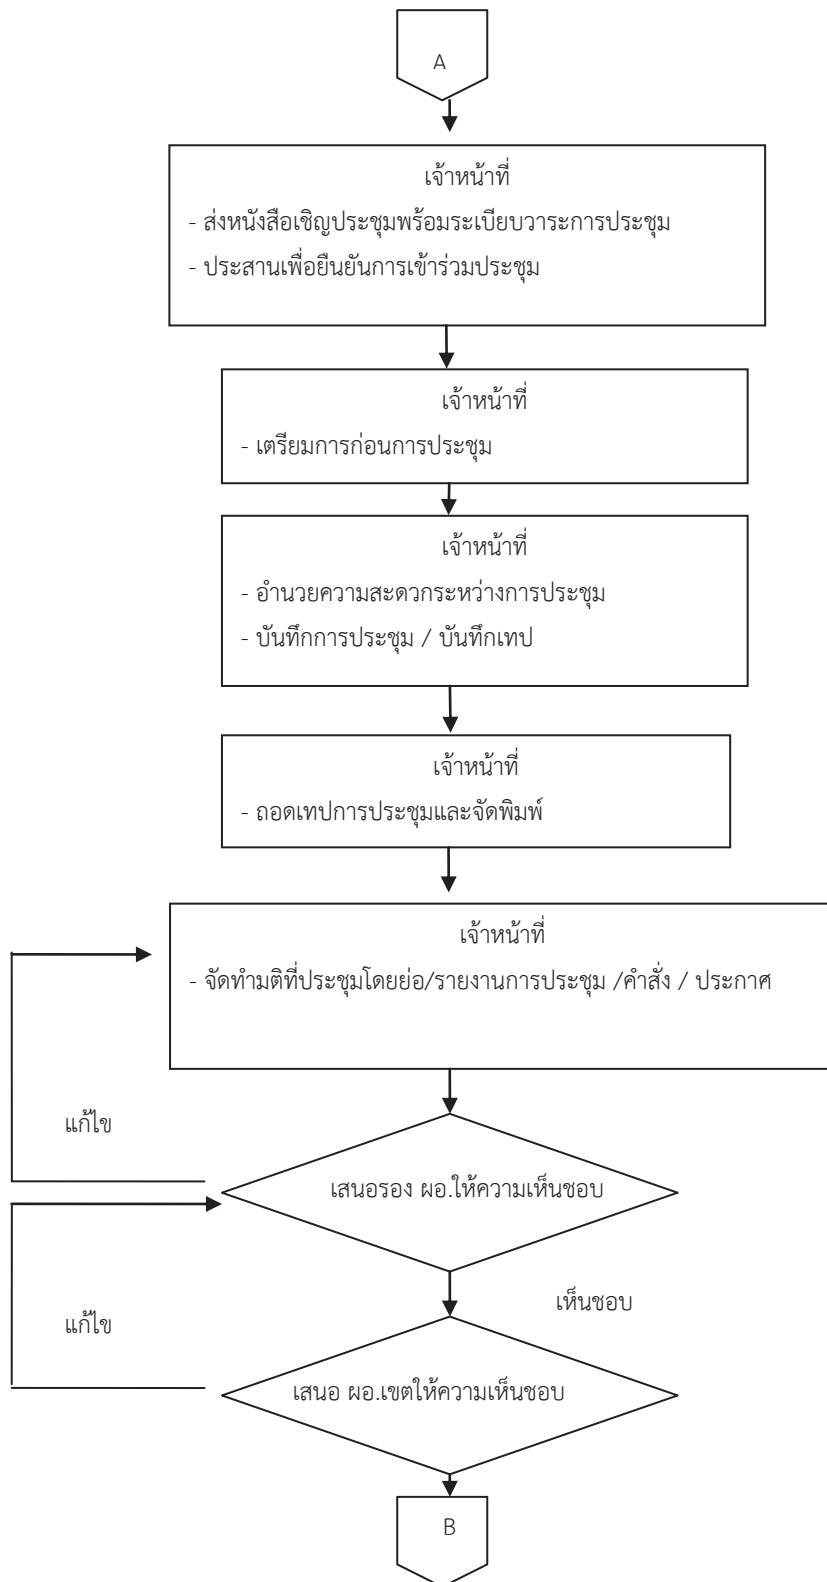 A
เจ้าหน้าที่
- ส่งหนังสือเชิญประชุมพร้อมระเบียบวาระการประชุม
- ประสานเพื่อยืนยันการเข้าร่วมประชุม
เจ้าหน้าที่
- เตรียมการก่อนการประชุม
เจ้าหน้าที่
- อำนวยความสะดวกระหว่างการประชุม
- บันทึกการประชุม / บันทึกเทป
เจ้าหน้าที่
- ถอดเทปการประชุมและจัดพิมพ์
เจ้าหน้าที่
- จัดทำมติที่ประชุมโดยย่อ/รายงานการประชุม /คำสั่ง / ประกาศ
แก้ไข
เสนอรอง ผอ.ให้ความเห็นชอบ
เห็นชอบ
แก้ไข
เสนอ ผอ.เขตให้ความเห็นชอบ
B